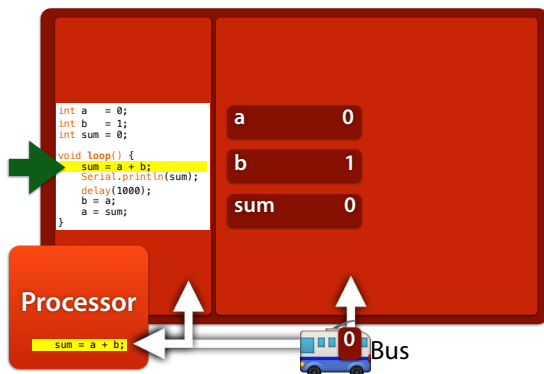 int a   = 0;
int b   = 1;
int sum = 0;
void loop() {
    sum = a + b;
    Serial.println(sum);
    delay(1000);
    b = a;
    a = sum;
}
a 0
b 1
sum 0
Processor
sum = a + b;
0
Bus